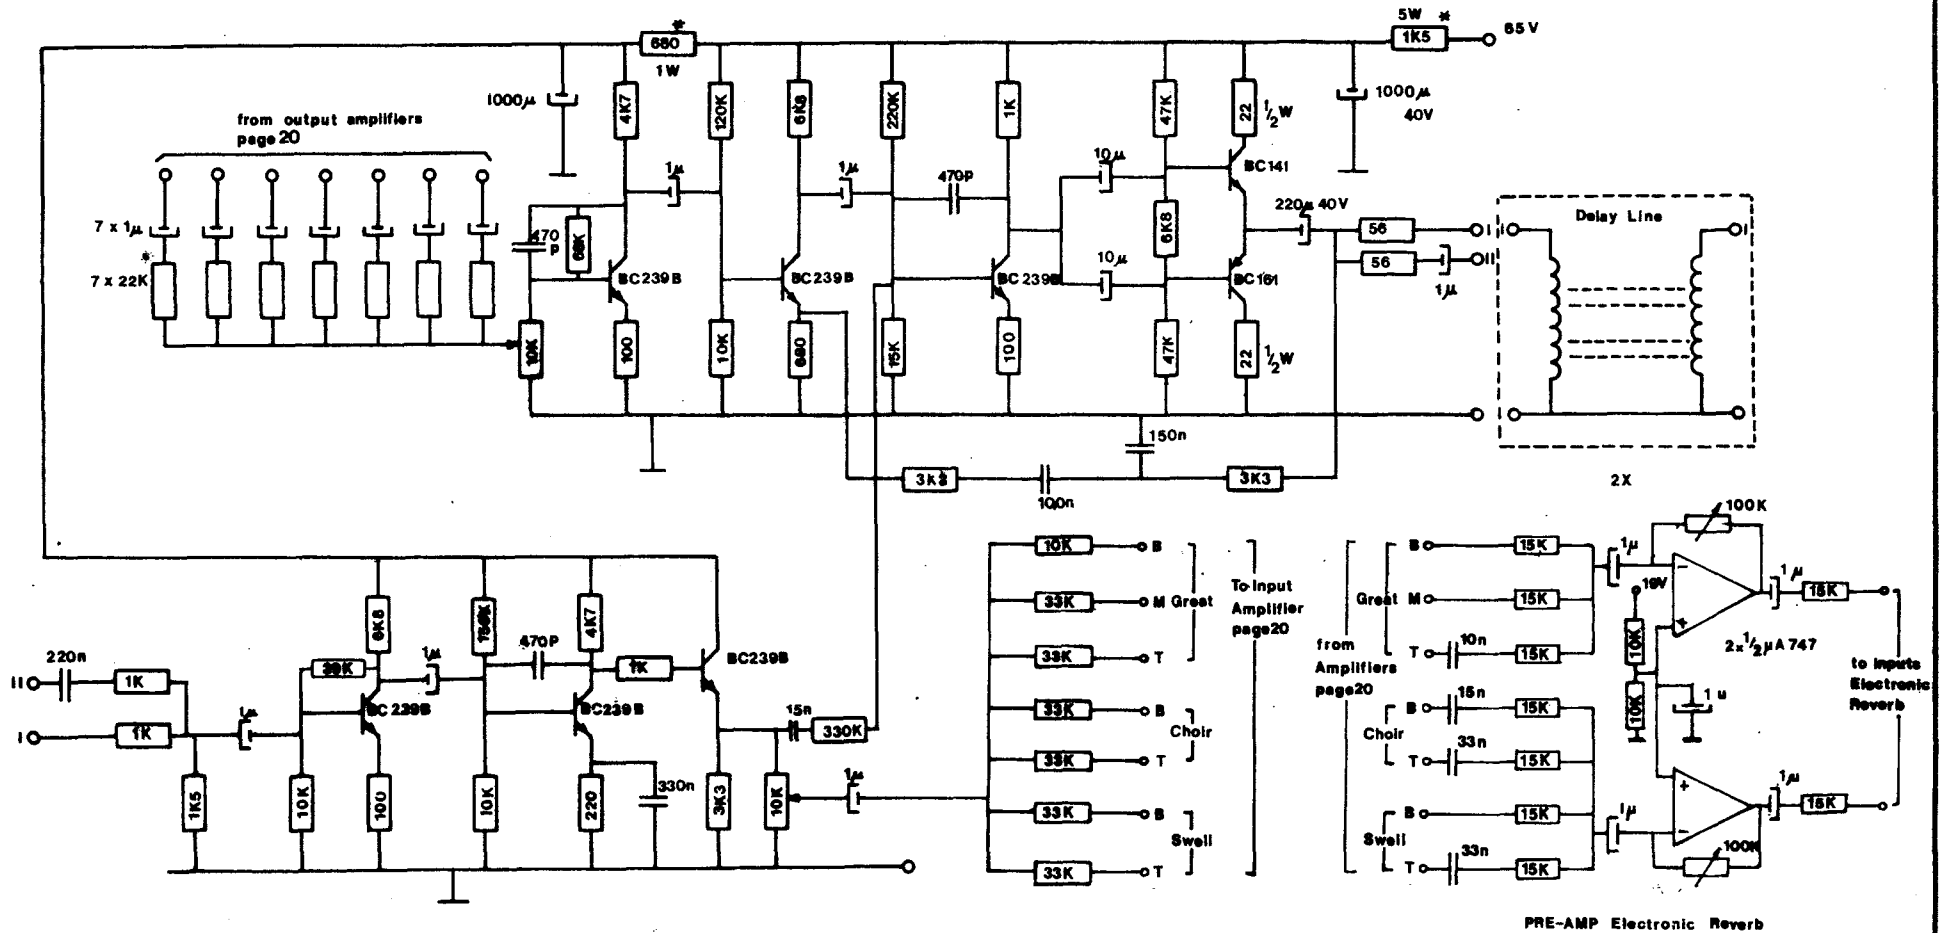 5W *
1K5
65V
*
680
1W
1000µ
4K7
120K
6K8
220K
1K
47K
22
½W
1000µ
40V
from output amplifiers
page 20
7 x 1µ
*
7 x 22K
470
p
68K
1µ
1µ
470P
10µ
10µ
BC141
6K8
220µ 40V
56
56
I
II
1µ
BC239B
BC239B
BC239B
BC161
10K
100
10K
680
15K
100
47K
22
½W
Delay Line
I
I
2X
150n
3K3
100n
3K3
220n
II
1K
I
1K
1µ
1K5
10K
6K8
39K
BC239B
100
1µ
10K
470P
4K7
BC239B
220
330n
1K
BC239B
3K3
10K
15n
330K
1µ
10K
B
33K
M
Great
33K
T
33K
B
Choir
33K
T
33K
B
Swell
33K
T
To Input
Amplifier
page20
from
Amplifiers
page20
Great
B
15K
M
15K
T
10n
15K
Choir
B
15n
15K
T
33n
15K
Swell
B
15K
T
33n
15K
1µ
100K
19V
-
+
10K
10K
1u
2x½µA747
1µ
15K
+
-
1µ
100K
1µ
15K
to Inputs
Electronic
Reverb
PRE-AMP Electronic Reverb